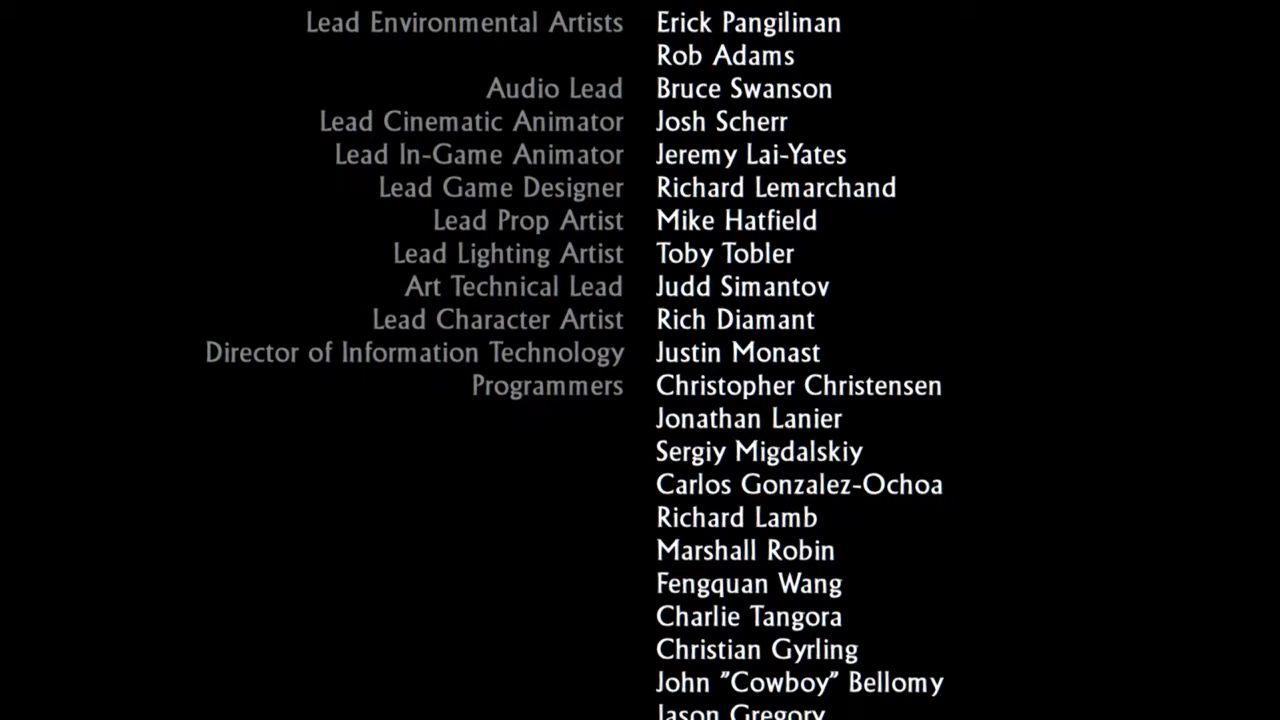 Lead Environmental Artists Erick Pangilinan
Rob Adams
Audio Lead Bruce Swanson
Lead Cinematic Animator Josh Scherr
Lead In-Game Animator Jeremy Lai-Yates
Lead Game Designer Richard Lemarchand
Lead Prop Artist Mike Hatfield
Lead Lighting Artist Toby Tobler
Art Technical Lead Judd Simantov
Lead Character Artist Rich Diamant
Director of Information Technology Justin Monast
Programmers Christopher Christensen
Jonathan Lanier
Sergiy Migdalskiy
Carlos Gonzalez-Ochoa
Richard Lamb
Marshall Robin
Fengquan Wang
Charlie Tangora
Christian Gyrling
John "Cowboy" Bellomy
Jason Gregory